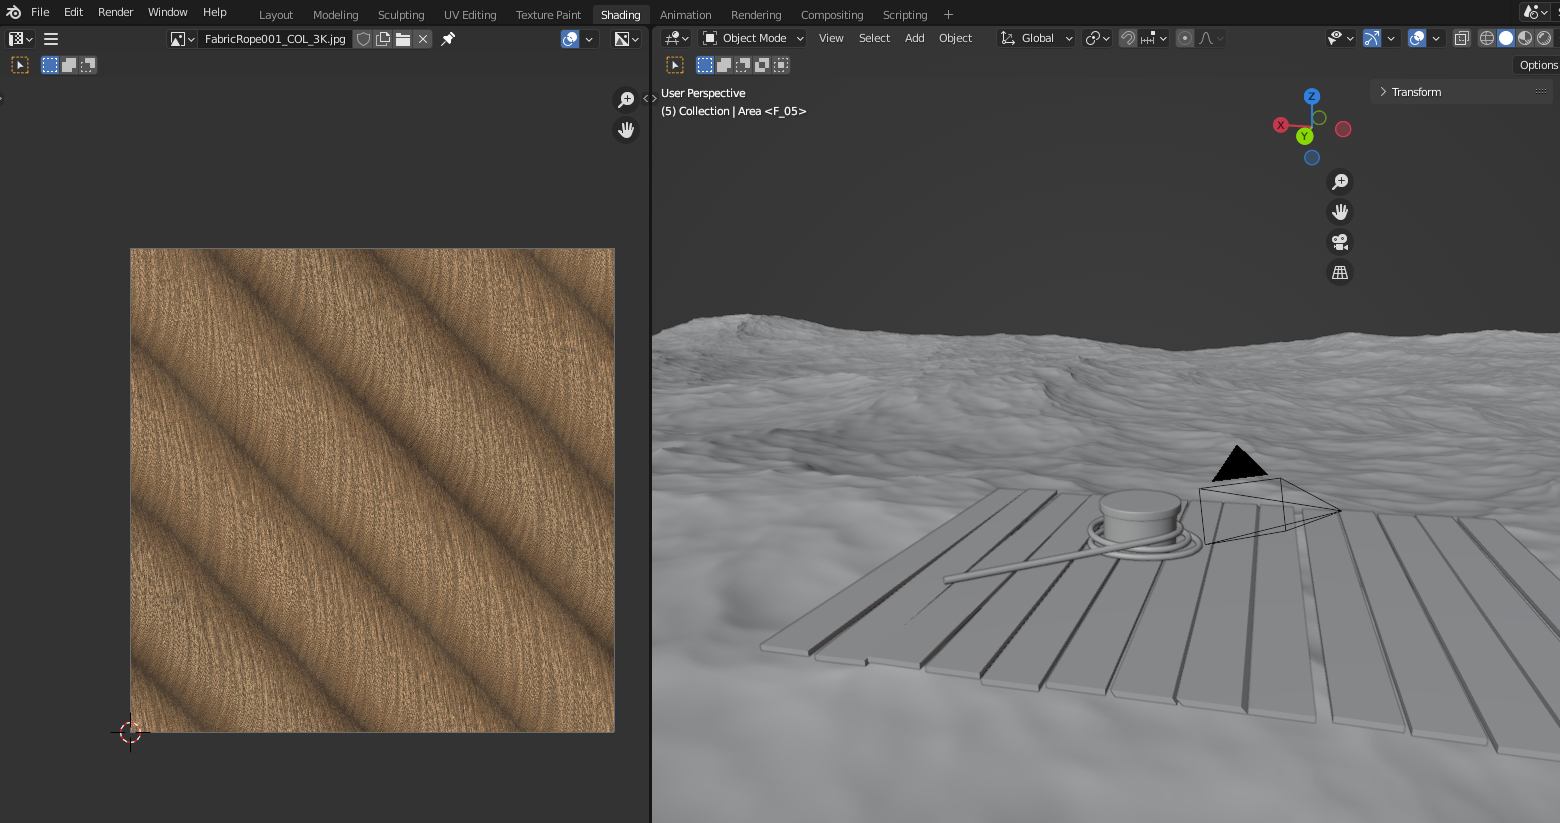 File Edit Render Window Help Layout Modeling Sculpting UV Editing Texture Paint Shading Animation Rendering Compositing Scripting +
FabricRope001_COL_3K.jpg
Object Mode View Select Add Object Global
Options
User Perspective
(5) Collection | Area <F_05>
Transform
Z
X
Y